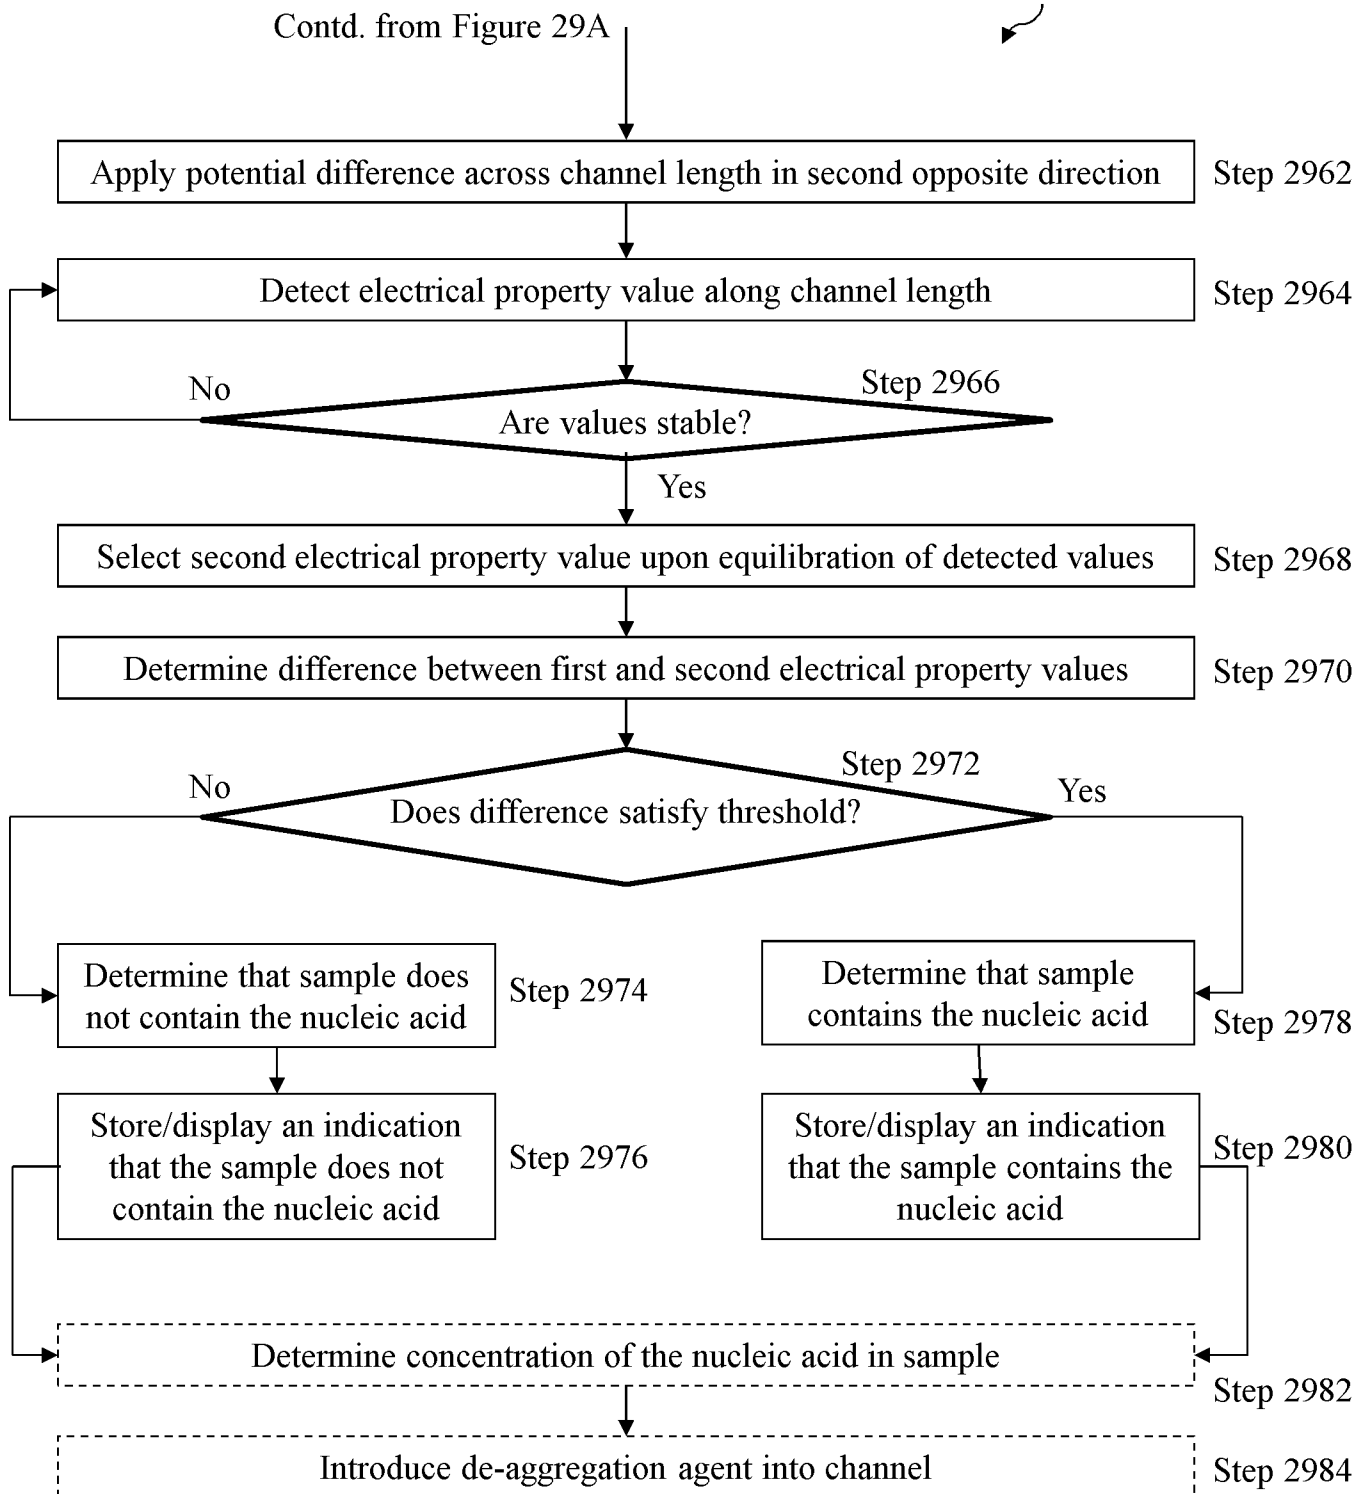 Contd. from Figure 29A
Apply potential difference across channel length in second opposite direction
Step 2962
Detect electrical property value along channel length
Step 2964
No
Step 2966
Are values stable?
Yes
Select second electrical property value upon equilibration of detected values
Step 2968
Determine difference between first and second electrical property values
Step 2970
No
Step 2972
Yes
Does difference satisfy threshold?
Determine that sample does
not contain the nucleic acid
Step 2974
Determine that sample
contains the nucleic acid
Step 2978
Store/display an indication
that the sample does not
contain the nucleic acid
Step 2976
Store/display an indication
that the sample contains the
nucleic acid
Step 2980
Determine concentration of the nucleic acid in sample
Step 2982
Introduce de-aggregation agent into channel
Step 2984